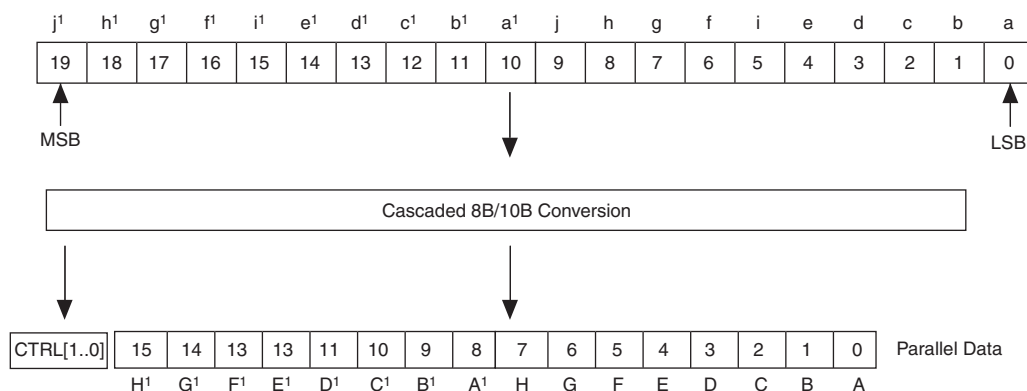 j¹ h¹ g¹ f¹ i¹ e¹ d¹ c¹ b¹ a¹ j h g f i e d c b a
19 18 17 16 15 14 13 12 11 10 9 8 7 6 5 4 3 2 1 0
MSB LSB
Cascaded 8B/10B Conversion
CTRL[1..0] 15 14 13 13 11 10 9 8 7 6 5 4 3 2 1 0 Parallel Data
H¹ G¹ F¹ E¹ D¹ C¹ B¹ A¹ H G F E D C B A